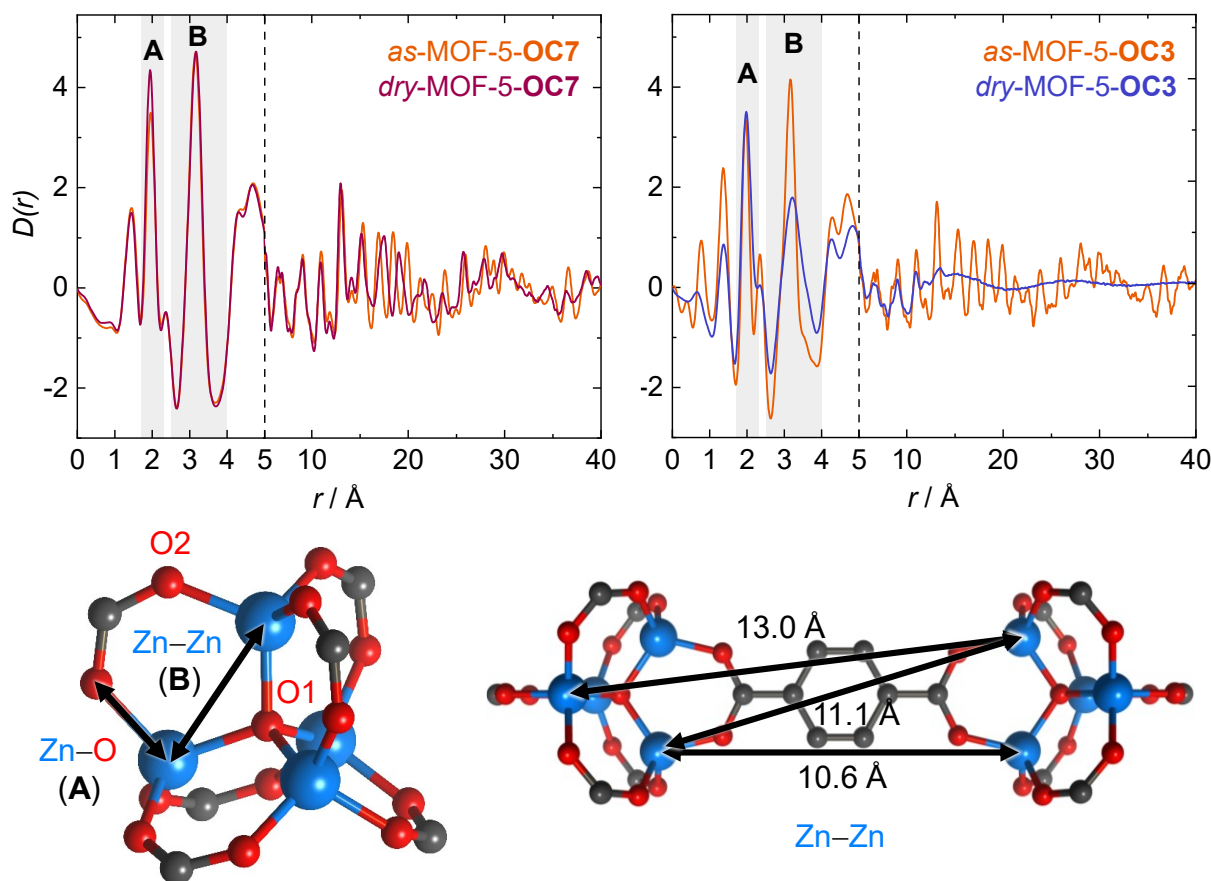 A
B
as-MOF-5-OC7
dry-MOF-5-OC7
4
2
0
-2
D(r)
0 1 2 3 4 5 10 20 30 40
r / Å
A
B
as-MOF-5-OC3
dry-MOF-5-OC3
4
2
0
-2
0 1 2 3 4 5 10 20 30 40
r / Å
O2
Zn–Zn
(B)
O1
Zn–O
(A)
13.0 Å
11.1 Å
10.6 Å
Zn–Zn